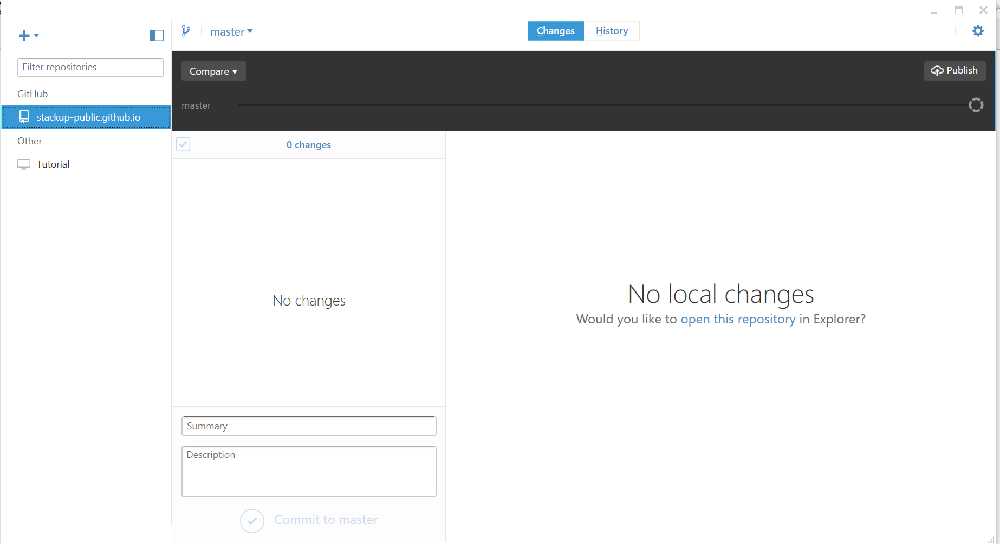 master
Changes
History
Filter repositories
GitHub
stackup-public.github.io
Other
Tutorial
Compare
Publish
master
0 changes
No changes
No local changes
Would you like to open this repository in Explorer?
Summary
Description
Commit to master